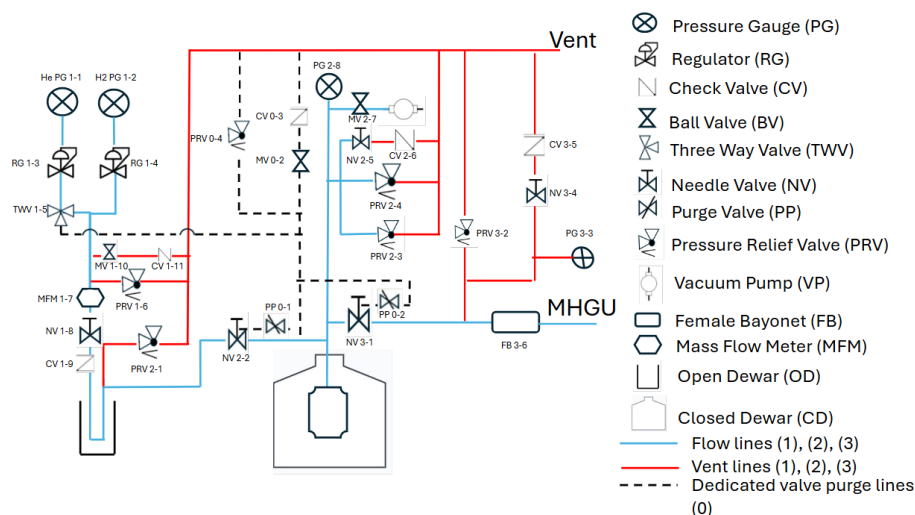 Vent
He PG 1-1
H2 PG 1-2
RG 1-3
RG 1-4
TWV 1-5
MV 1-10
CV 1-11
MFM 1-7
PRV 1-6
NV 1-8
CV 1-9
PRV 2-1
PRV 0-4
CV 0-3
MV 0-2
PG 2-8
MV 2-7
NV 2-5
CV 2-6
PRV 2-4
PRV 2-3
PRV 3-2
CV 3-5
NV 3-4
PG 3-3
PP 0-1
NV 2-2
PP 0-2
NV 3-1
MHGU
FB 3-6
Pressure Gauge (PG)
Regulator (RG)
Check Valve (CV)
Ball Valve (BV)
Three Way Valve (TWV)
Needle Valve (NV)
Purge Valve (PP)
Pressure Relief Valve (PRV)
Vacuum Pump (VP)
Female Bayonet (FB)
Mass Flow Meter (MFM)
Open Dewar (OD)
Closed Dewar (CD)
Flow lines (1), (2), (3)
Vent lines (1), (2), (3)
Dedicated valve purge lines
(0)